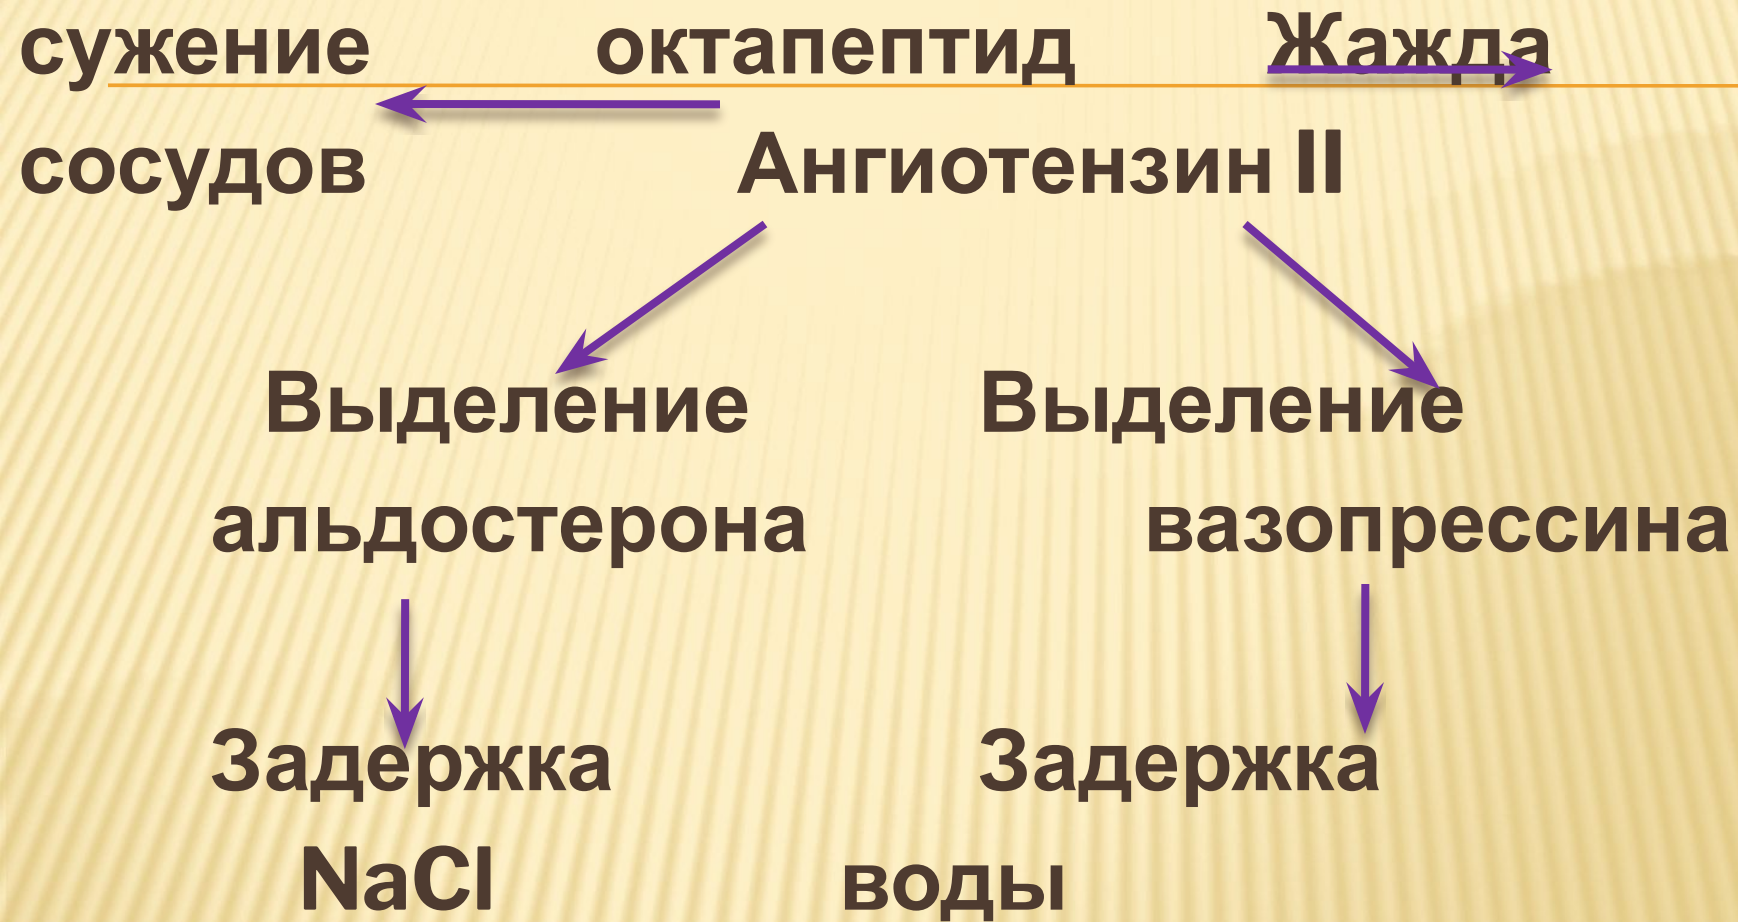 сужение октапептид Жажда
сосудов Ангиотензин II
Выделение Выделение
альдостерона вазопрессина
Задержка Задержка
NaCl воды